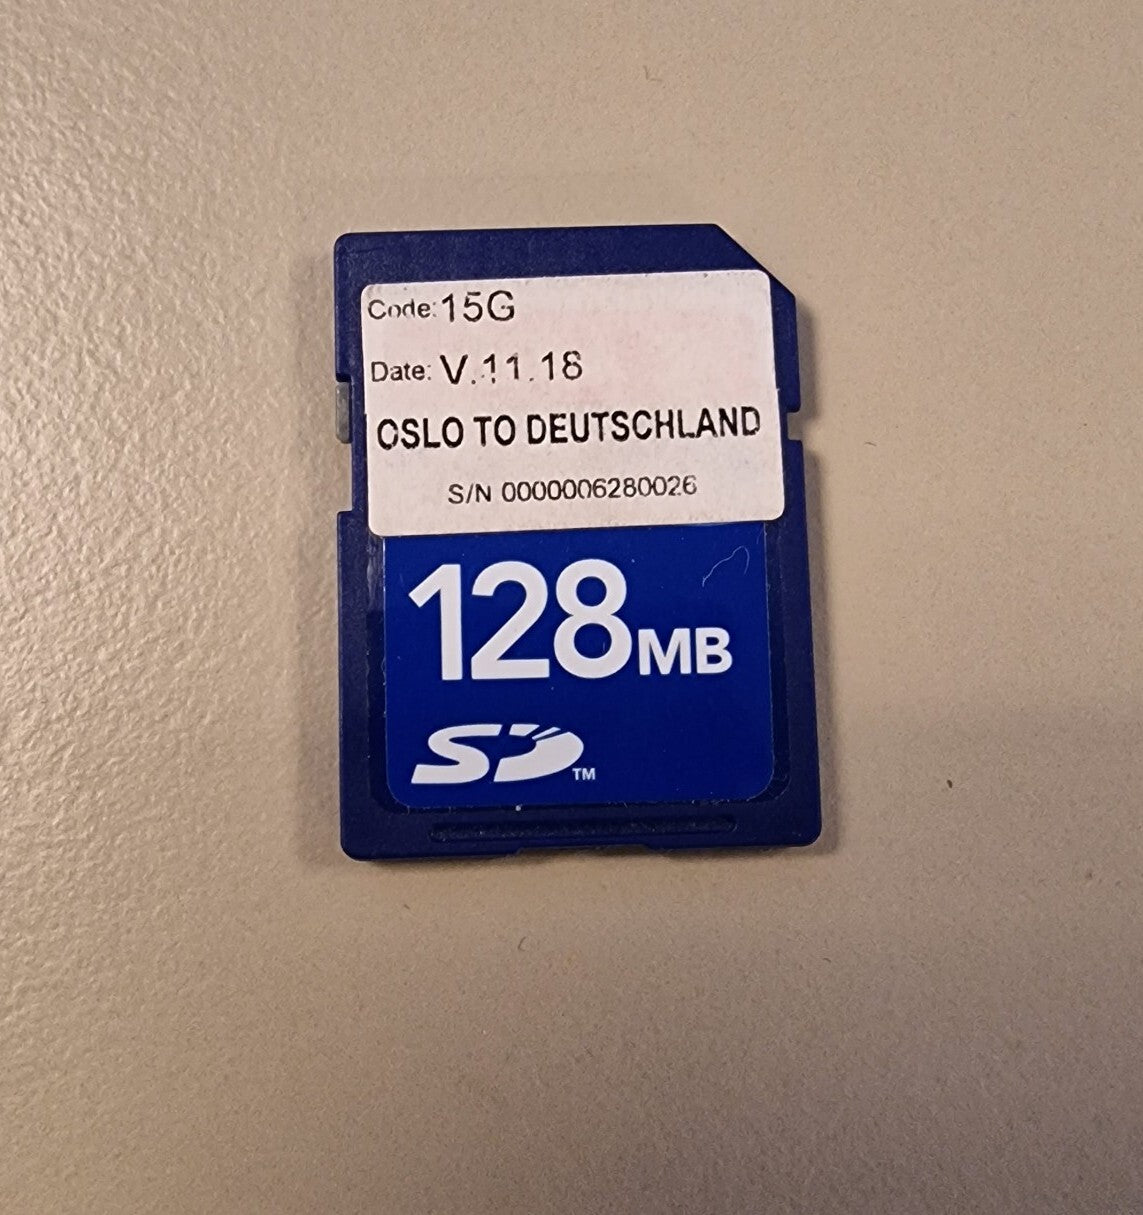 Code: 15G
Date: V.11.18
OSLO TO DEUTSCHLAND
S/N 0000006280026
128MB
SD™